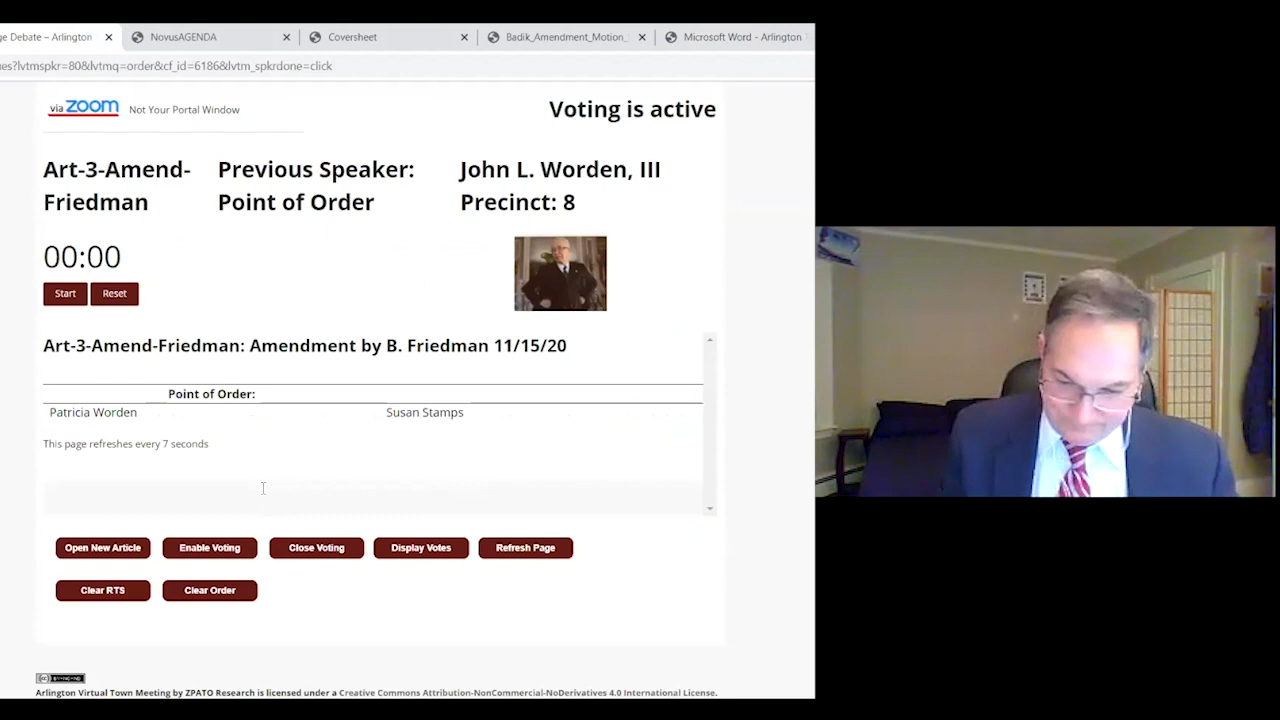 ge Debate – Arlington
NovusAGENDA
Coversheet
Badik_Amendment_Motion_
Microsoft Word - Arlington
ues?lvtmspkr=80&lvtmq=order&cf_id=6186&lvtm_spkrdone=click
via zoom Not Your Portal Window
Voting is active
Art-3-Amend-
Friedman
Previous Speaker:
Point of Order
John L. Worden, III
Precinct: 8
00:00
Start Reset
Art-3-Amend-Friedman: Amendment by B. Friedman 11/15/20
Point of Order:
Patricia Worden Susan Stamps
This page refreshes every 7 seconds
Open New Article Enable Voting Close Voting Display Votes Refresh Page
Clear RTS Clear Order
Arlington Virtual Town Meeting by ZPATO Research is licensed under a Creative Commons Attribution-NonCommercial-NoDerivatives 4.0 International License.